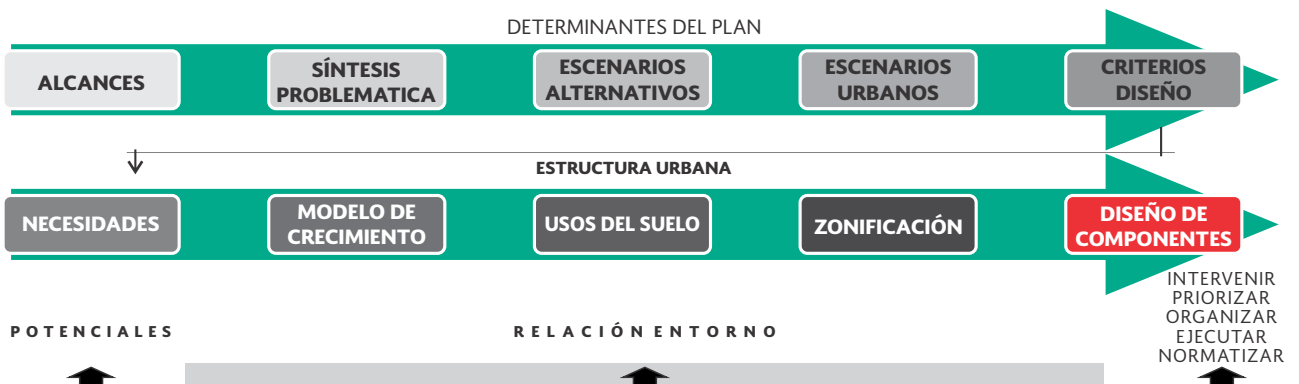 DETERMINANTES DEL PLAN
ALCANCES
SÍNTESIS
PROBLEMATICA
ESCENARIOS
ALTERNATIVOS
ESCENARIOS
URBANOS
CRITERIOS
DISEÑO
ESTRUCTURA URBANA
NECESIDADES
MODELO DE
CRECIMIENTO
USOS DEL SUELO
ZONIFICACIÓN
DISEÑO DE
COMPONENTES
INTERVENIR
PRIORIZAR
ORGANIZAR
EJECUTAR
NORMATIZAR
POTENCIALES
RELACIÓN ENTORNO